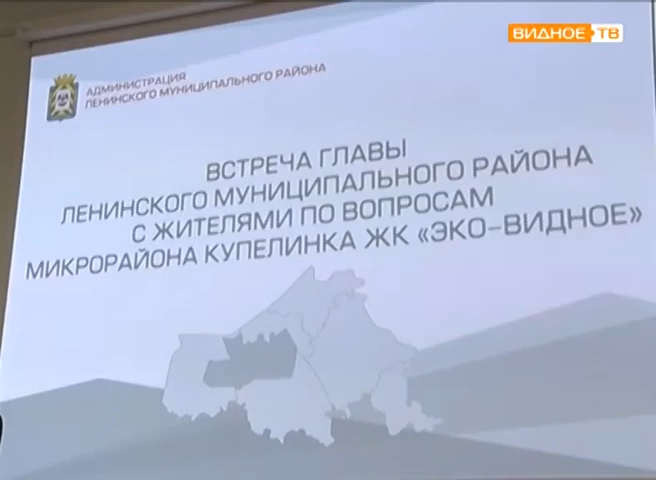 ВИДНОЕ ТВ
АДМИНИСТРАЦИЯ
ЛЕНИНСКОГО МУНИЦИПАЛЬНОГО РАЙОНА
ВСТРЕЧА ГЛАВЫ
ЛЕНИНСКОГО МУНИЦИПАЛЬНОГО РАЙОНА
С ЖИТЕЛЯМИ ПО ВОПРОСАМ
МИКРОРАЙОНА КУПЕЛИНКА ЖК «ЭКО-ВИДНОЕ»